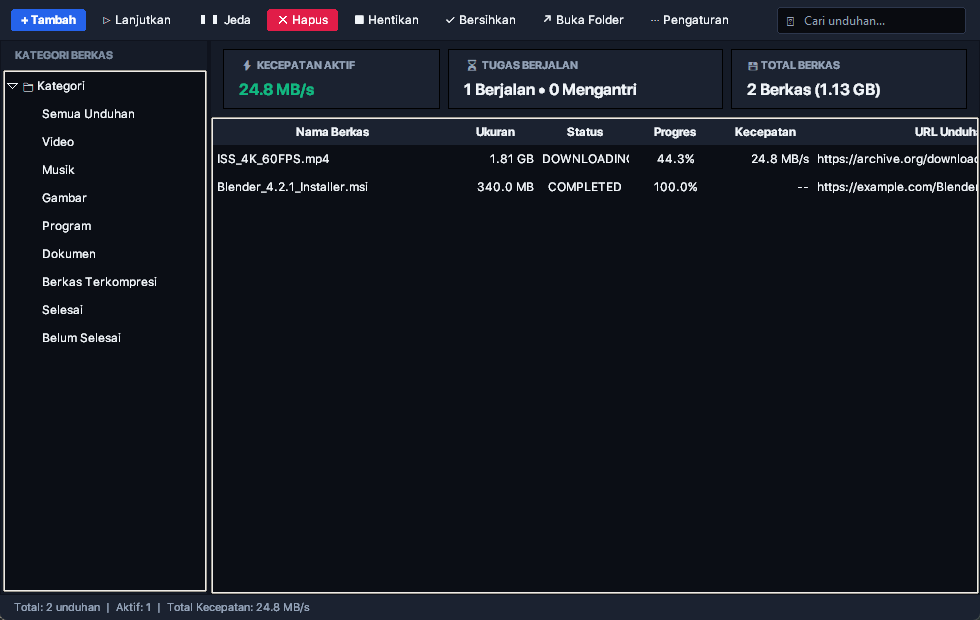 + Tambah Lanjutkan Jeda Hapus Hentikan Bersihkan Buka Folder Pengaturan Cari unduhan...
KATEGORI BERKAS
Kategori
Semua Unduhan
Video
Musik
Gambar
Program
Dokumen
Berkas Terkompresi
Selesai
Belum Selesai
KECEPATAN AKTIF
24.8 MB/s
TUGAS BERJALAN
1 Berjalan • 0 Mengantri
TOTAL BERKAS
2 Berkas (1.13 GB)
Nama Berkas Ukuran Status Progres Kecepatan URL Unduh
ISS_4K_60FPS.mp4 1.81 GB DOWNLOADING 44.3% 24.8 MB/s https://archive.org/download
Blender_4.2.1_Installer.msi 340.0 MB COMPLETED 100.0% -- https://example.com/Blender
Total: 2 unduhan | Aktif: 1 | Total Kecepatan: 24.8 MB/s